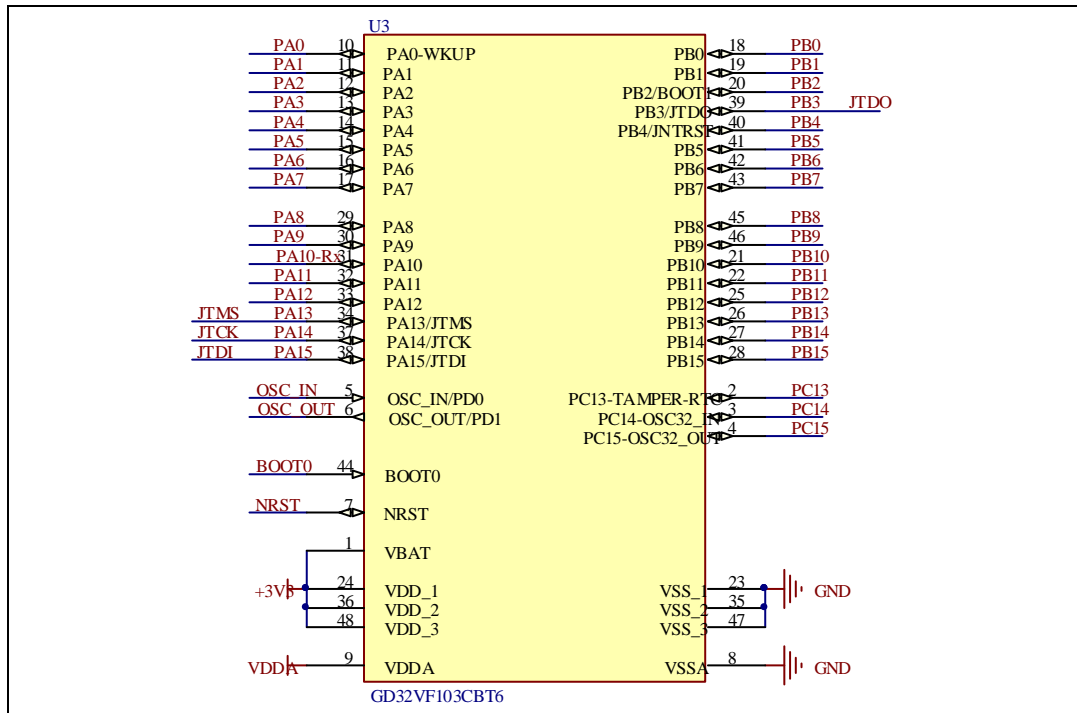 U3
PA0 10 PA0-WKUP PB0 18 PB0
PA1 11 PA1 PB1 19 PB1
PA2 12 PA2 PB2/BOOT1 20 PB2
PA3 13 PA3 PB3/JTDO 39 PB3 JTDO
PA4 14 PA4 PB4/JNTRST 40 PB4
PA5 15 PA5 PB5 41 PB5
PA6 16 PA6 PB6 42 PB6
PA7 17 PA7 PB7 43 PB7
PA8 29 PA8 PB8 45 PB8
PA9 30 PA9 PB9 46 PB9
PA10-Rx 31 PA10 PB10 21 PB10
PA11 32 PA11 PB11 22 PB11
PA12 33 PA12 PB12 25 PB12
JTMS PA13 34 PA13/JTMS PB13 26 PB13
JTCK PA14 37 PA14/JTCK PB14 27 PB14
JTDI PA15 38 PA15/JTDI PB15 28 PB15
OSC_IN 5 OSC_IN/PD0 PC13-TAMPER-RTC 2 PC13
OSC_OUT 6 OSC_OUT/PD1 PC14-OSC32_IN 3 PC14
PC15-OSC32_OUT 4 PC15
BOOT0 44 BOOT0
NRST 7 NRST
1 VBAT
+3V3 24 VDD_1 VSS_1 23 GND
36 VDD_2 VSS_2 35
48 VDD_3 VSS_3 47
VDDA 9 VDDA VSSA 8 GND
GD32VF103CBT6